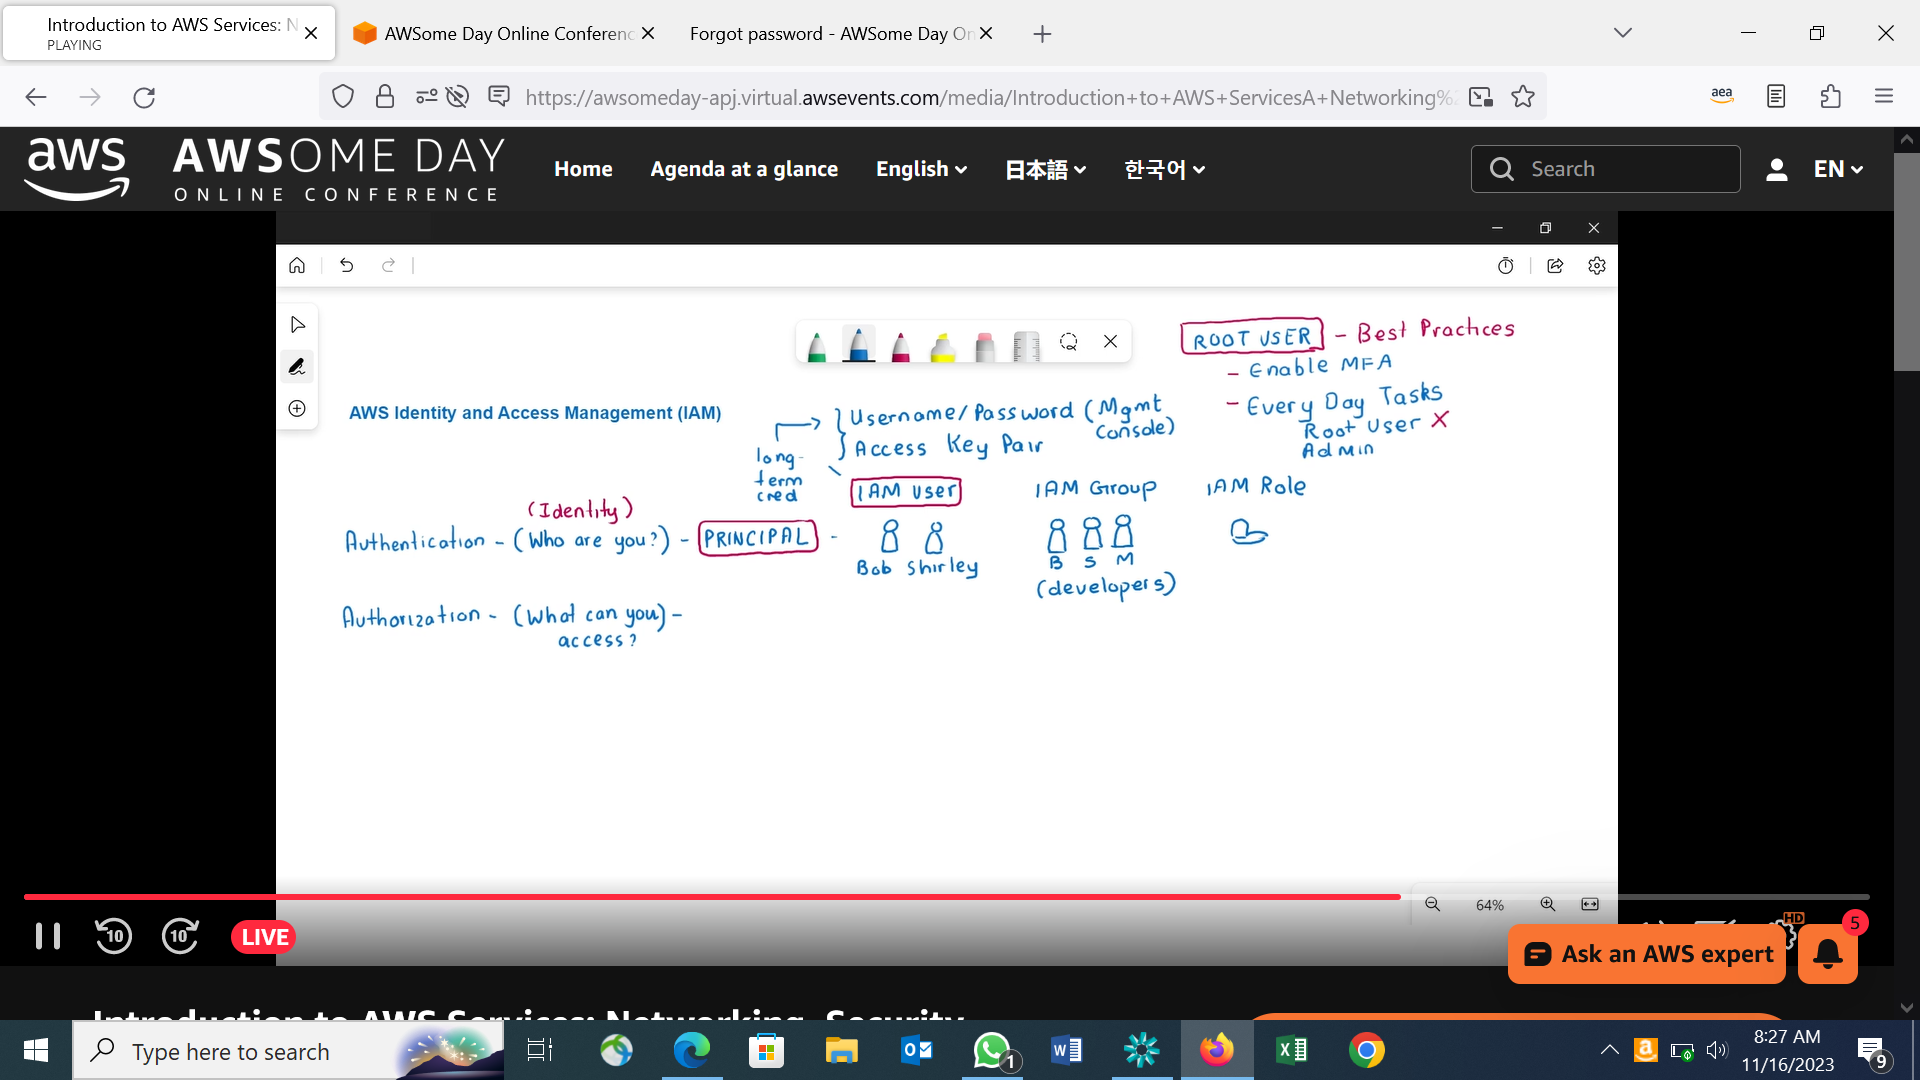 Introduction to AWS Services: N
PLAYING
AWSome Day Online Conferenc
Forgot password - AWSome Day On
https://awsomeday-apj.virtual.awsevents.com/media/Introduction+to+AWS+ServicesA+Networking%2
aea
aws
AWSOME DAY
ONLINE CONFERENCE
Home
Agenda at a glance
English
日本語
한국어
Search
EN
ROOT USER - Best Practices
- Enable MFA
- Every Day Tasks
Root User X
Admin
AWS Identity and Access Management (IAM)
Username/Password (Mgmt
Console)
Access Key Pair
long-
term
cred
IAM User
IAM Group
IAM Role
(Identity)
Authentication - (Who are you?) - PRINCIPAL -
Bob Shirley
B S M
(developers)
Authorization - (What can you) -
access?
64%
10
10
LIVE
HD
5
Ask an AWS expert
Introduction to AWS Services: Networking, Security
Type here to search
1
8:27 AM
11/16/2023
9